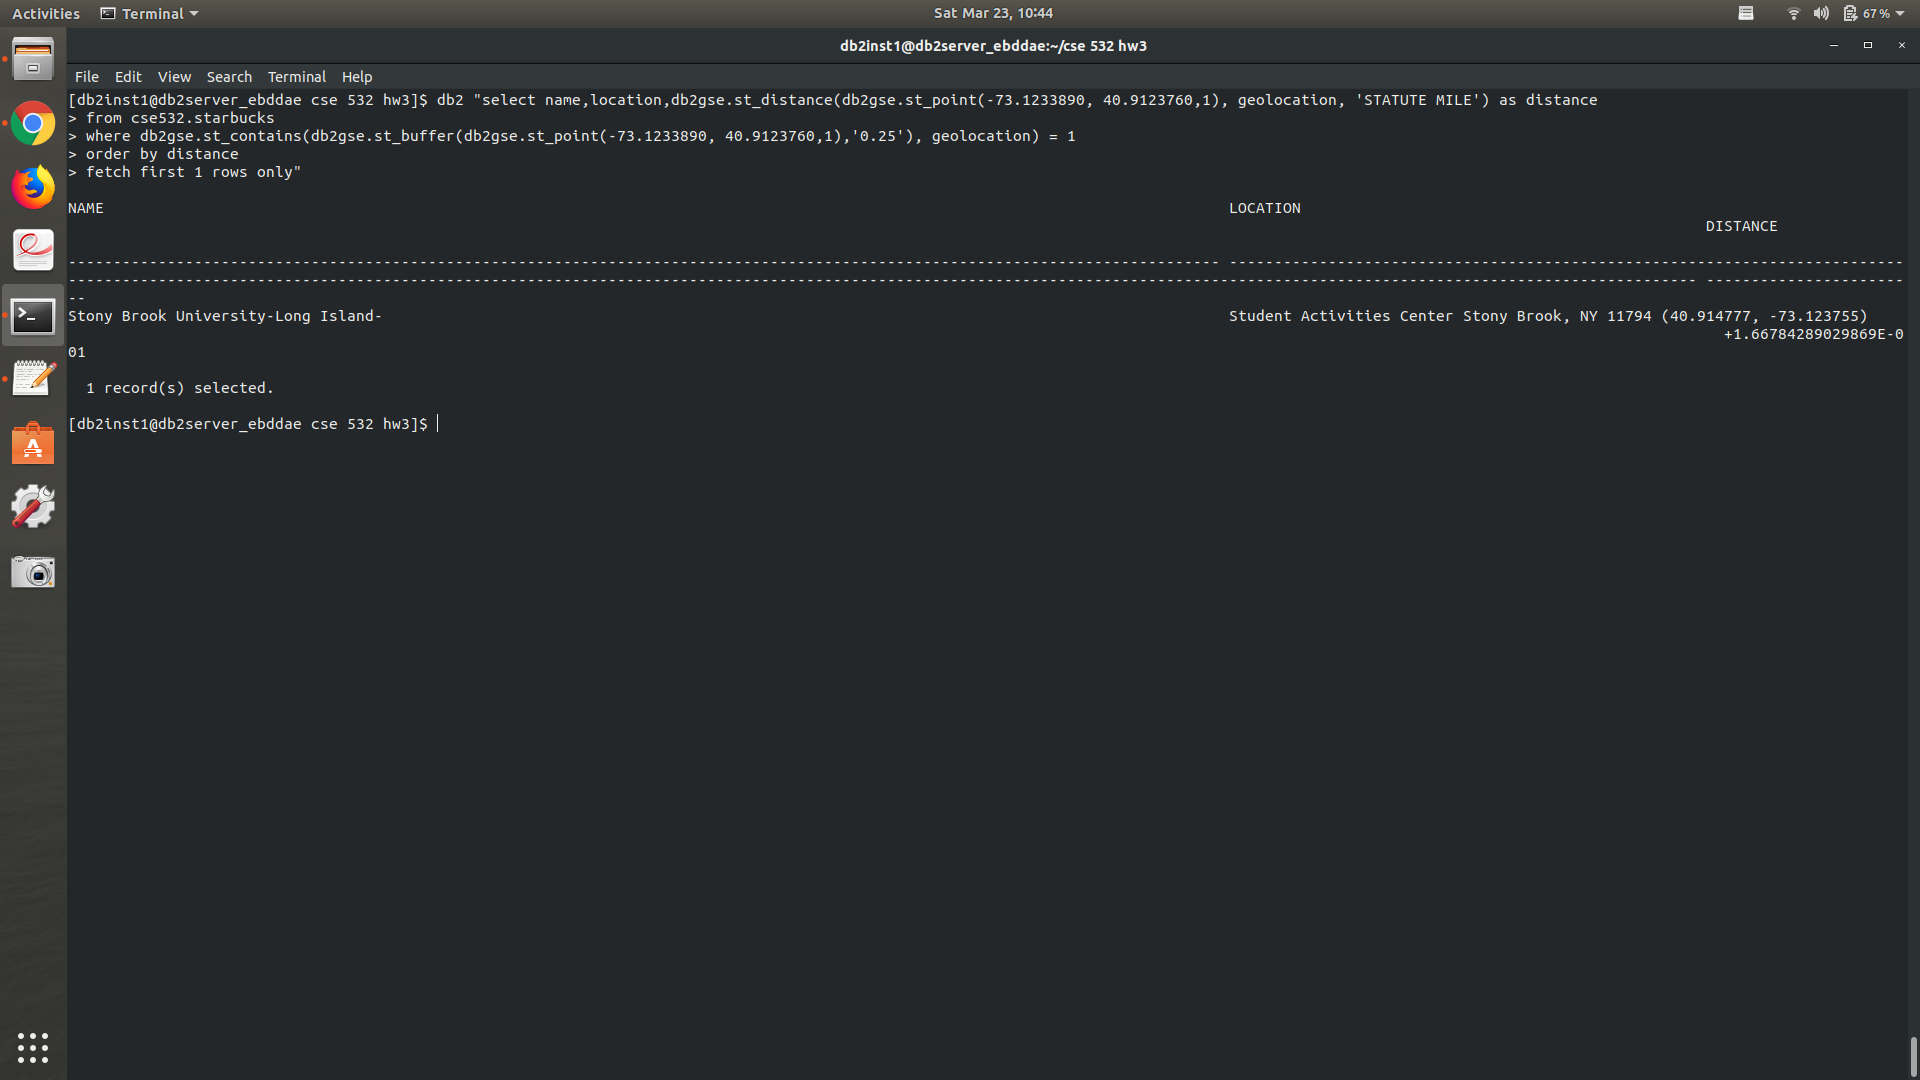 Activities Terminal Sat Mar 23, 10:44 67%
db2inst1@db2server_ebddae:~/cse 532 hw3
File Edit View Search Terminal Help
[db2inst1@db2server_ebddae cse 532 hw3]$ db2 "select name,location,db2gse.st_distance(db2gse.st_point(-73.1233890, 40.9123760,1), geolocation, 'STATUTE MILE') as distance
> from cse532.starbucks
> where db2gse.st_contains(db2gse.st_buffer(db2gse.st_point(-73.1233890, 40.9123760,1),'0.25'), geolocation) = 1
> order by distance
> fetch first 1 rows only"
NAME LOCATION
DISTANCE
Stony Brook University-Long Island- Student Activities Center Stony Brook, NY 11794 (40.914777, -73.123755)
+1.66784289029869E-0
01
1 record(s) selected.
[db2inst1@db2server_ebddae cse 532 hw3]$